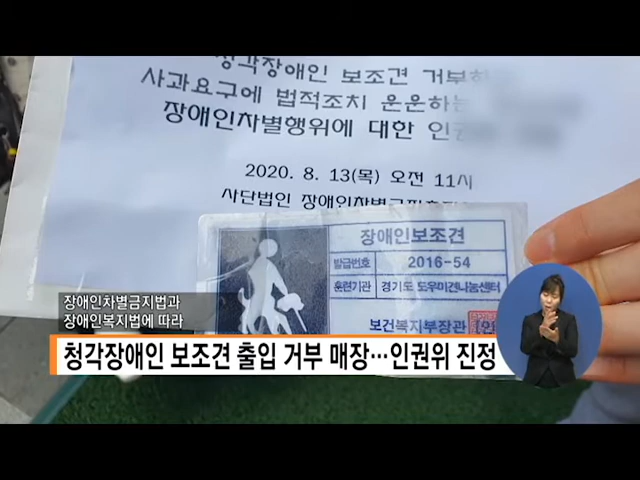 청각장애인 보조견 거부하
사과요구에 법적조치 운운하는
장애인차별행위에 대한 인권
2020. 8. 13(목) 오전 11시
사단법인 장애인차별금지추진
장애인보조견
발급번호 2016-54
훈련기관 경기도 도우미견나눔센터
보건복지부장관
장애인차별금지법과
장애인복지법에 따라
청각장애인 보조견 출입 거부 매장…인권위 진정